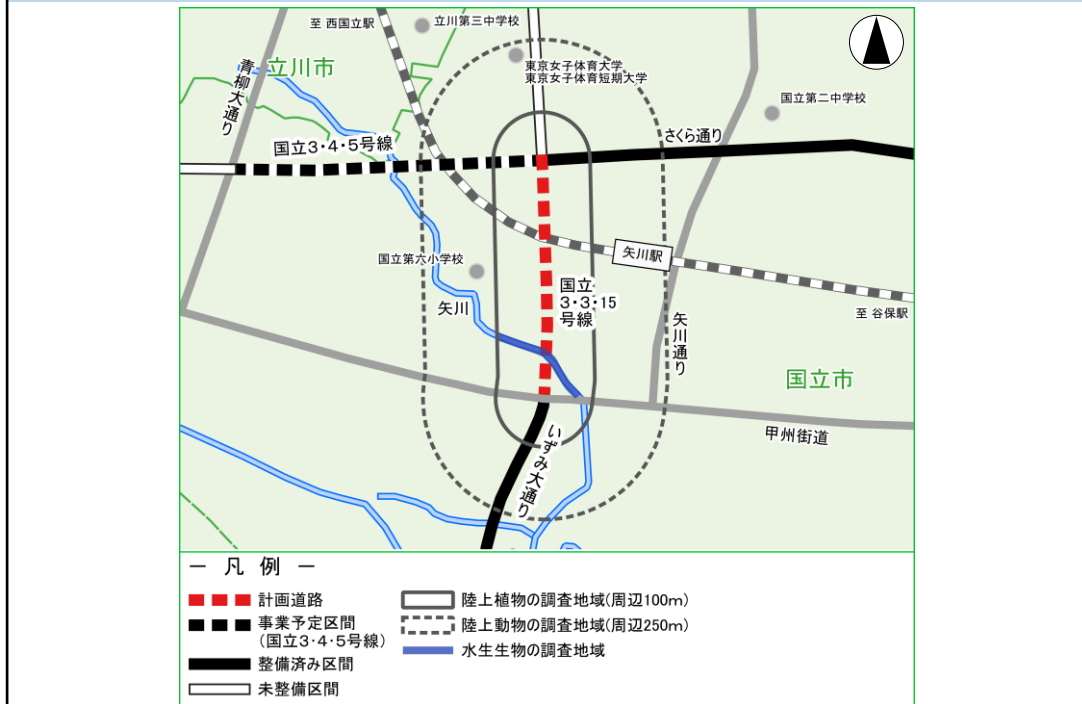 至 西国立駅
立川第三中学校
立川市
青柳大通り
東京女子体育大学
東京女子体育短期大学
国立第二中学校
さくら通り
国立3・4・5号線
矢川駅
国立第六小学校
国立
3・3・15
号線
矢川
至 谷保駅
矢川通り
国立市
甲州街道
いずみ大通り
― 凡 例 ―
計画道路
事業予定区間
(国立3・4・5号線)
整備済み区間
未整備区間
陸上植物の調査地域(周辺100m)
陸上動物の調査地域(周辺250m)
水生生物の調査地域